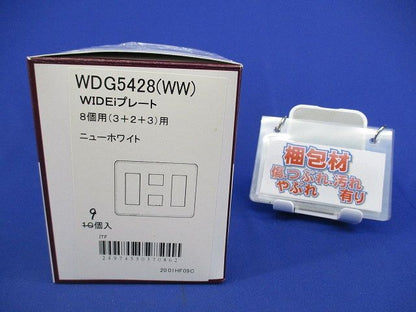 WDG5428(WW)
WIDEiプレート
8個用(3+2+3)用
ニューホワイト
9
10個入
ITF
2001HF09O
梱包材
傷つぶれ汚れ
やぶれ 有り